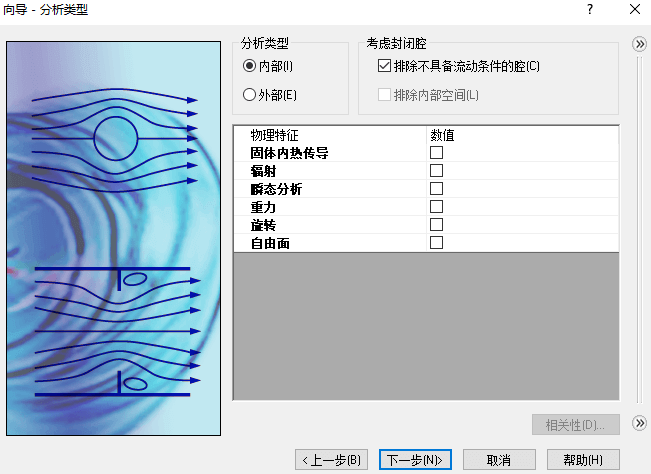 向导 - 分析类型
? ×
分析类型
内部(I)
外部(E)
考虑封闭腔
排除不具备流动条件的腔(C)
排除内部空间(L)
物理特征 数值
固体内热传导
辐射
瞬态分析
重力
旋转
自由面
相关性(D)...
<上一步(B) 下一步(N)> 取消 帮助(H)